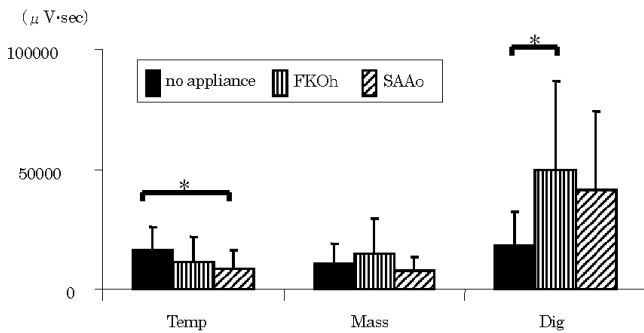 (μV·sec)
100000
*
no appliance FKOh SAAo
50000
*
0
Temp Mass Dig